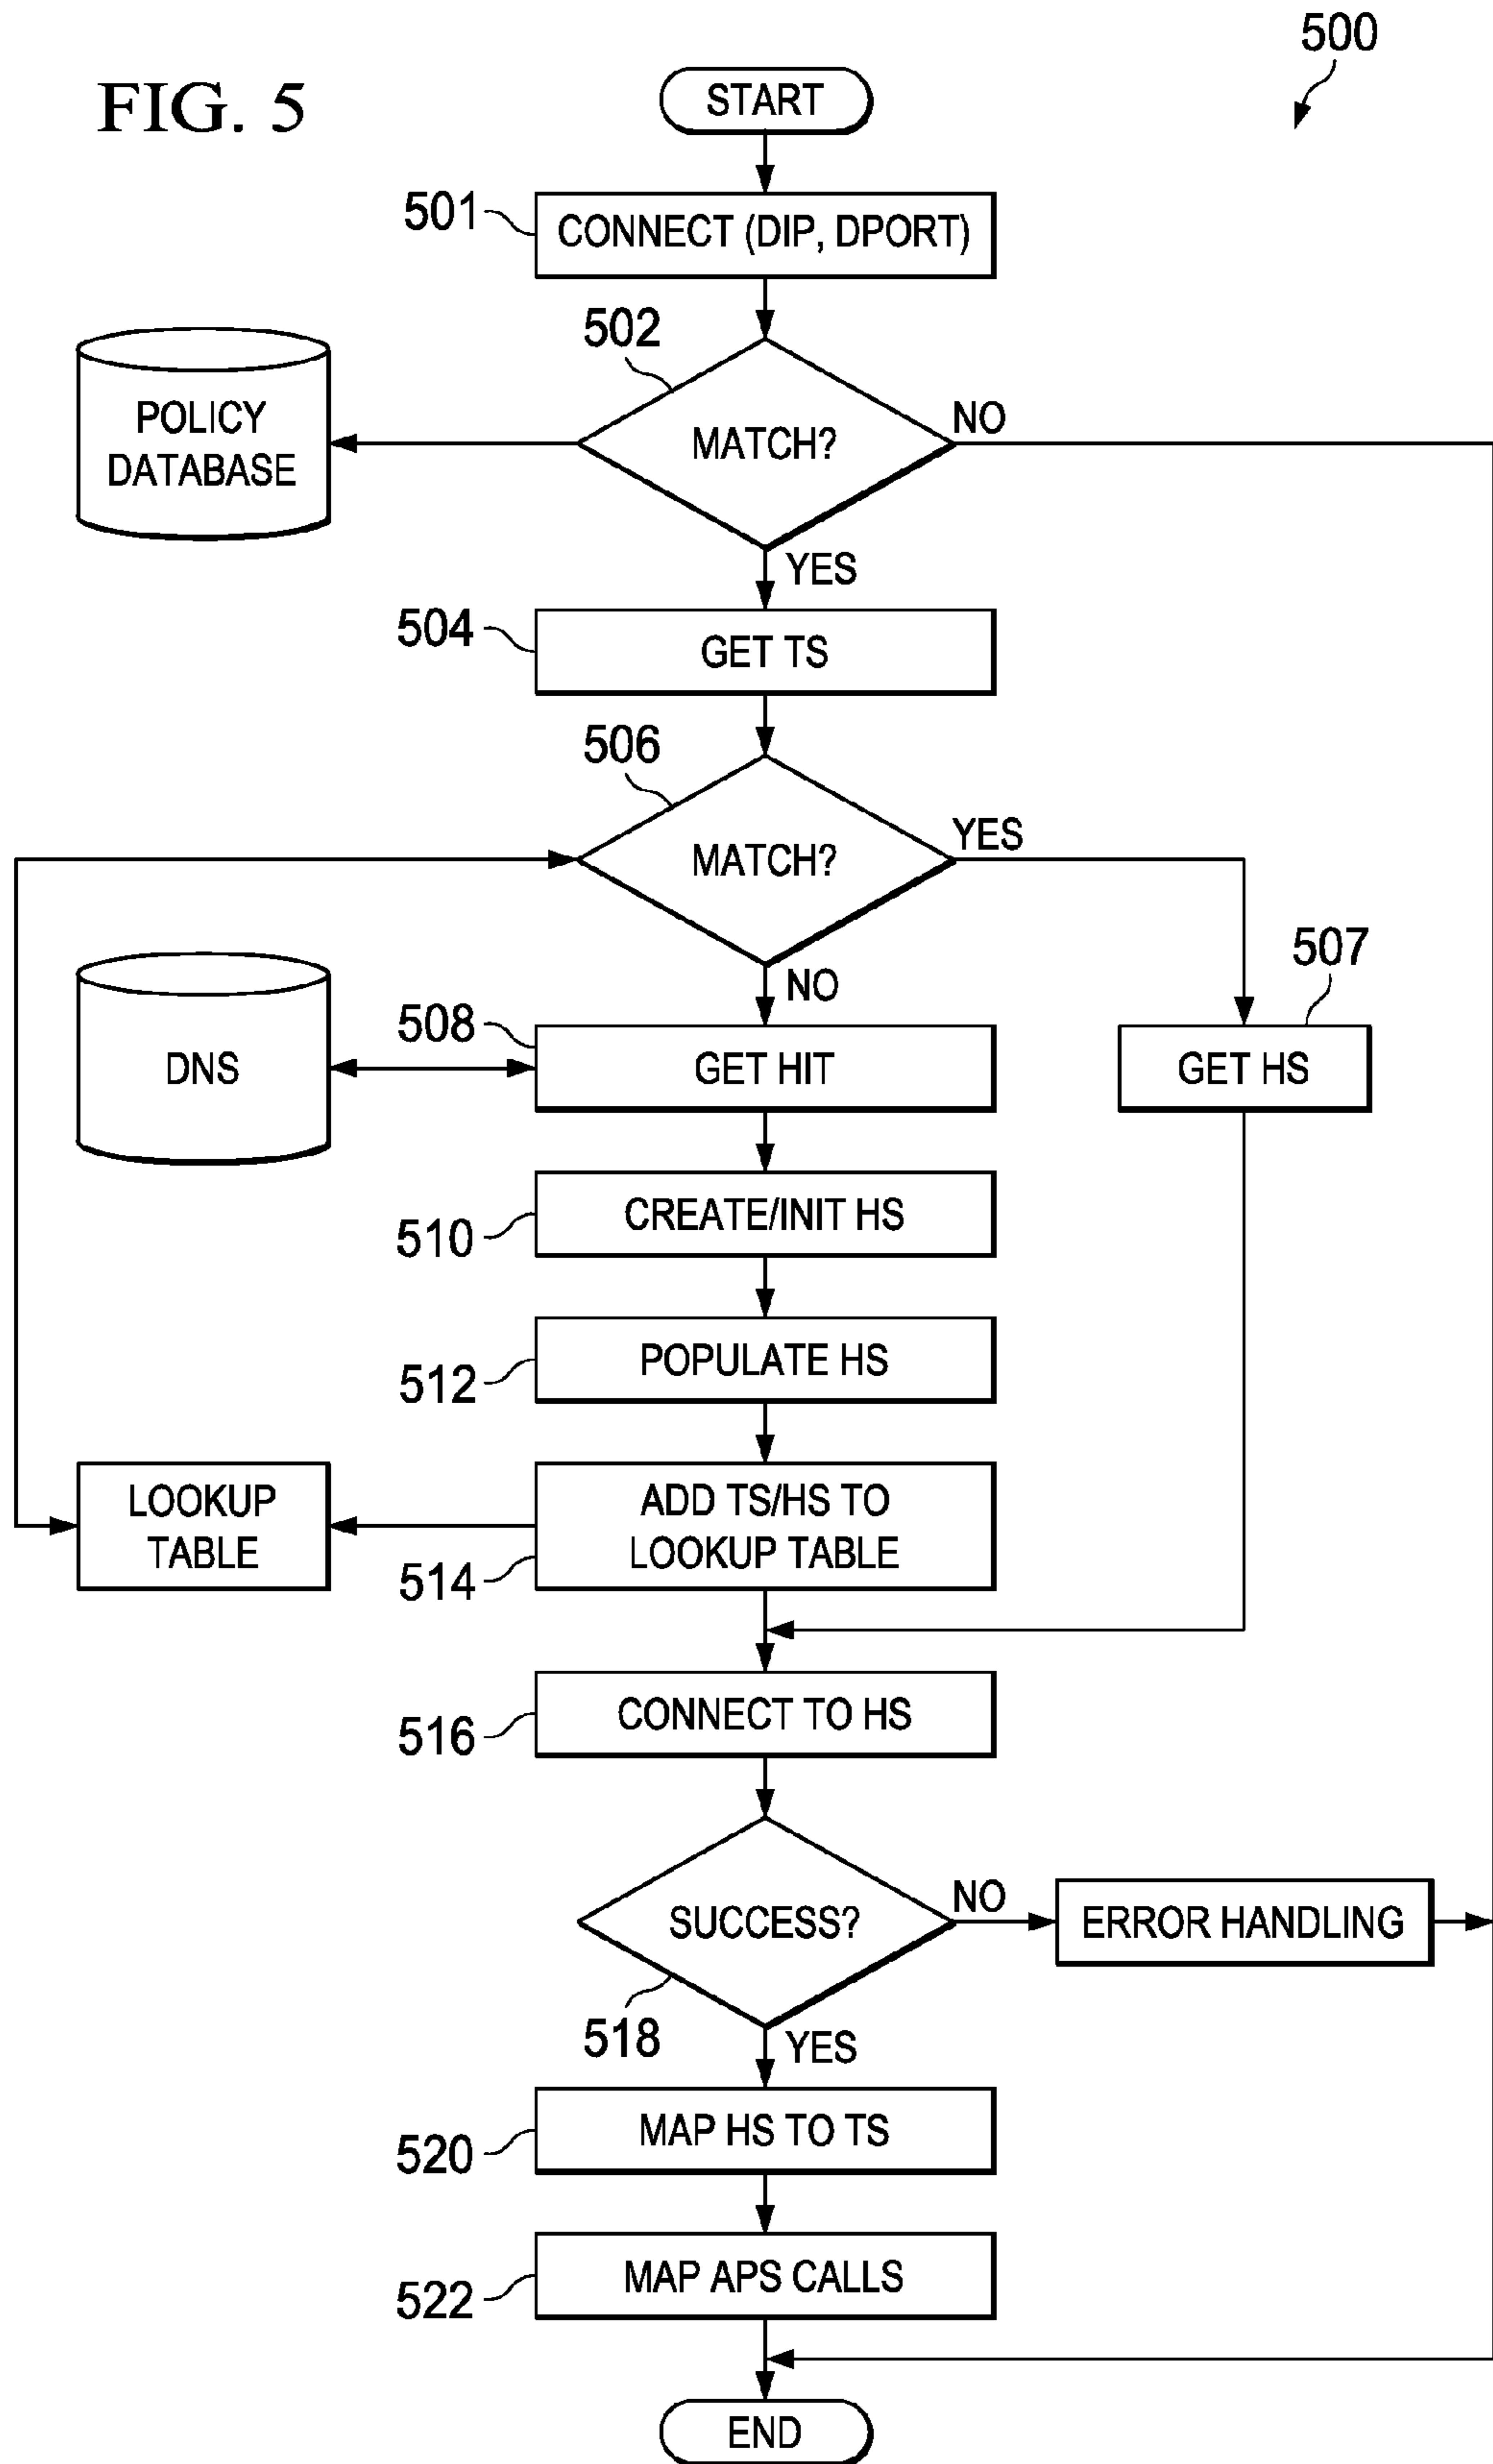 FIG. 5
500
START
501
CONNECT (DIP, DPORT)
502
POLICY
DATABASE
MATCH?
NO
YES
504
GET TS
506
MATCH?
YES
NO
507
DNS
508
GET HIT
GET HS
510
CREATE/INIT HS
512
POPULATE HS
LOOKUP
TABLE
514
ADD TS/HS TO
LOOKUP TABLE
516
CONNECT TO HS
SUCCESS?
NO
ERROR HANDLING
518
YES
520
MAP HS TO TS
522
MAP APS CALLS
END